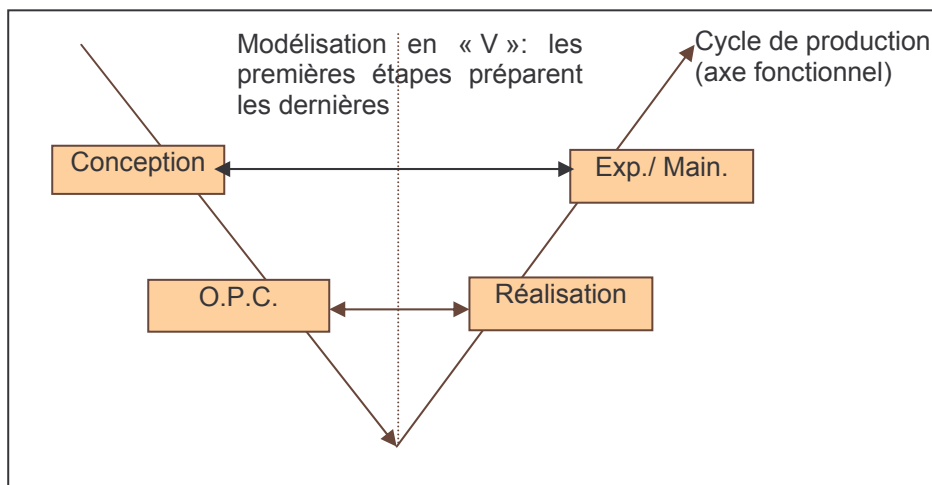 Modélisation en « V »: les
premières étapes préparent
les dernières
Cycle de production
(axe fonctionnel)
Conception
Exp./ Main.
O.P.C.
Réalisation